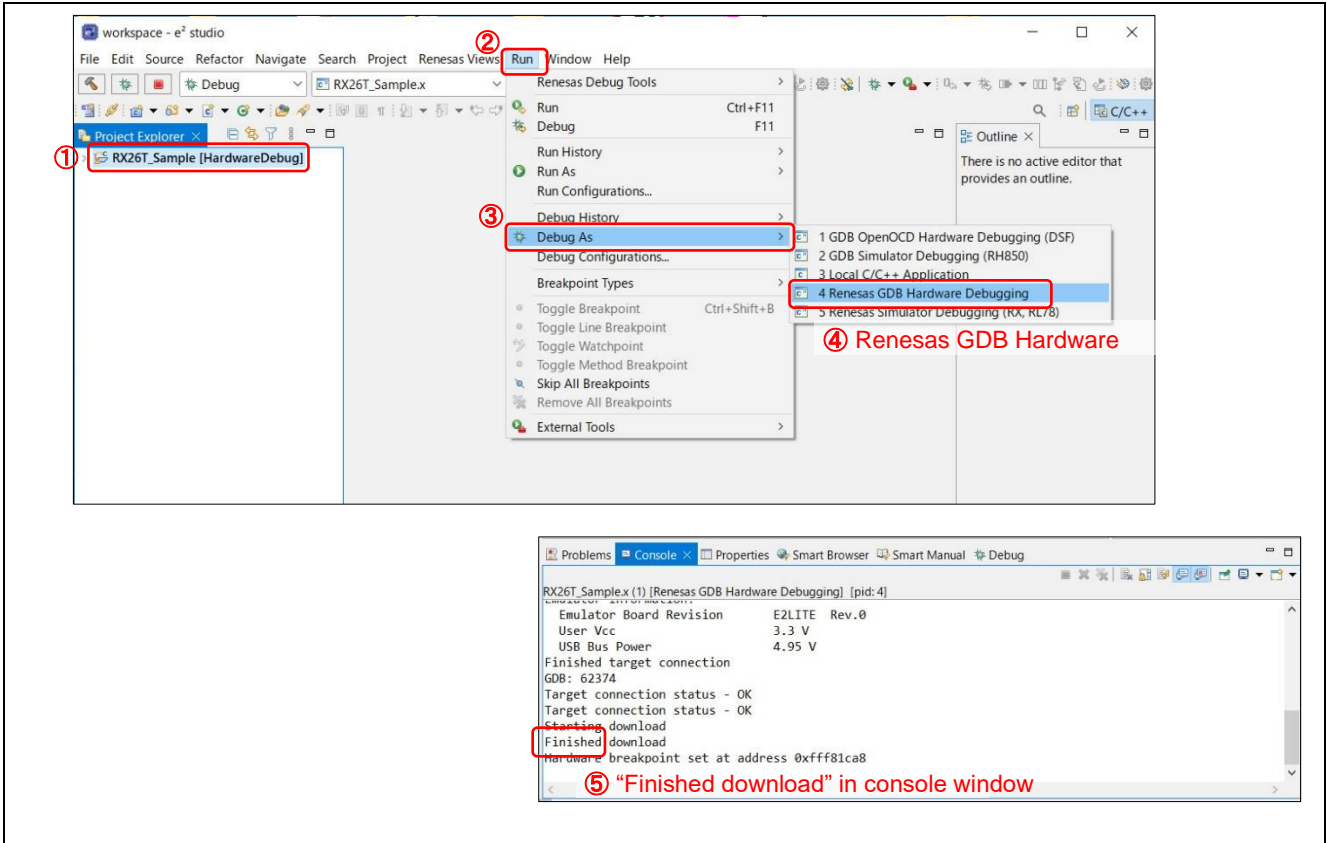 workspace - e² studio
②
File Edit Source Refactor Navigate Search Project Renesas Views Run Window Help
Debug
RX26T_Sample.x
C/C++
Project Explorer
①
RX26T_Sample [HardwareDebug]
Renesas Debug Tools
Run Ctrl+F11
Debug F11
Run History
Run As
Run Configurations...
③
Debug History
Debug As
Debug Configurations...
Breakpoint Types
Toggle Breakpoint Ctrl+Shift+B
Toggle Line Breakpoint
Toggle Watchpoint
Toggle Method Breakpoint
Skip All Breakpoints
Remove All Breakpoints
External Tools
Outline
There is no active editor that
provides an outline.
1 GDB OpenOCD Hardware Debugging (DSF)
2 GDB Simulator Debugging (RH850)
3 Local C/C++ Application
4 Renesas GDB Hardware Debugging
5 Renesas Simulator Debugging (RX, RL78)
④ Renesas GDB Hardware
Problems Console Properties Smart Browser Smart Manual Debug
RX26T_Sample.x (1) [Renesas GDB Hardware Debugging] [pid: 4]
Emulator Information:
Emulator Board Revision E2LITE Rev.0
User Vcc 3.3 V
USB Bus Power 4.95 V
Finished target connection
GDB: 62374
Target connection status - OK
Target connection status - OK
Starting download
Finished download
Hardware breakpoint set at address 0xfff81ca8
⑤ “Finished download” in console window